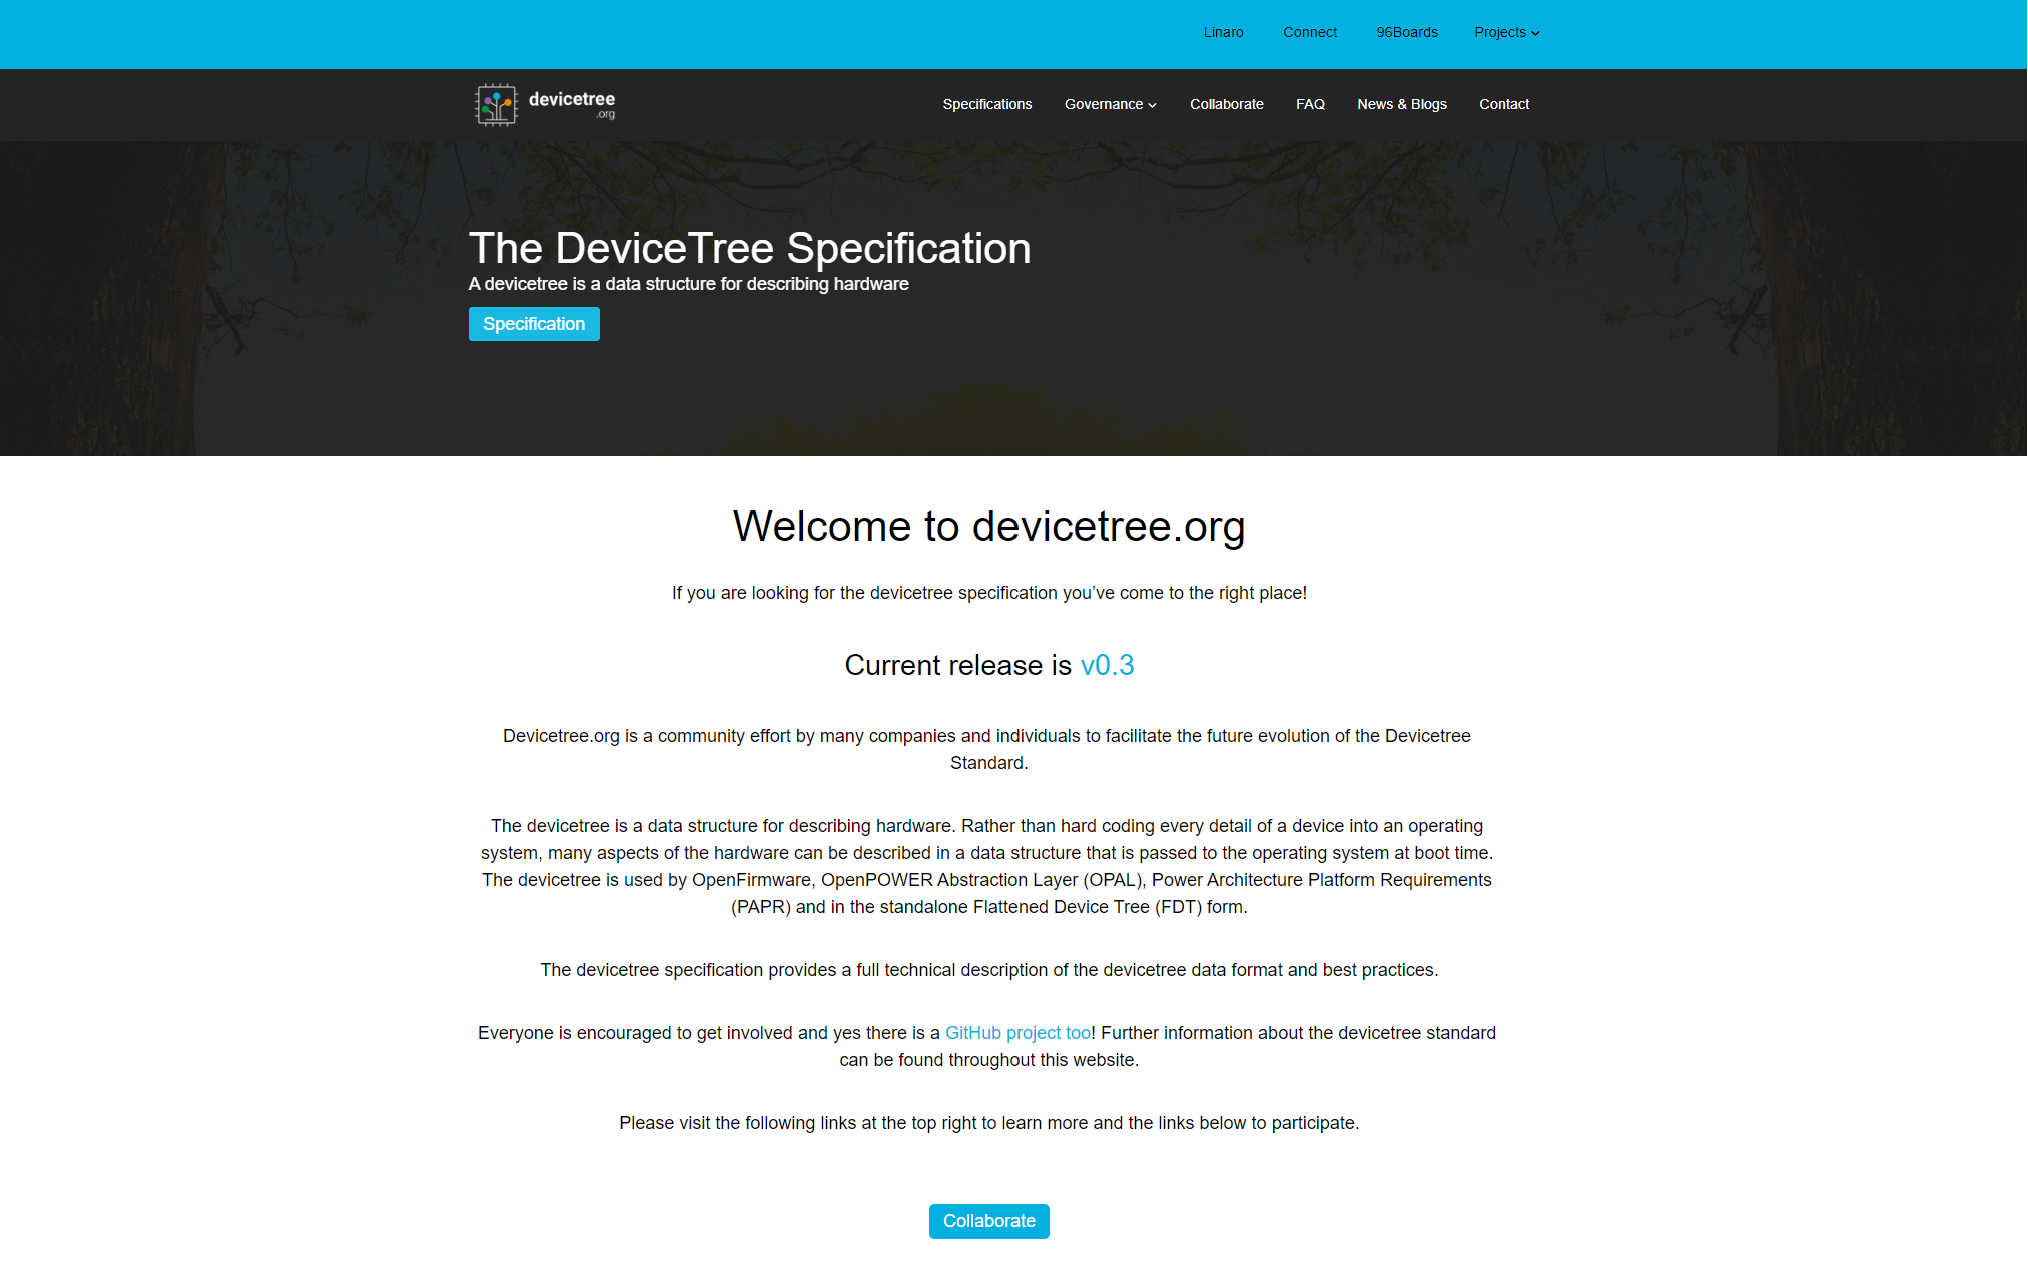 Linaro Connect 96Boards Projects
devicetree
.org
Specifications Governance Collaborate FAQ News & Blogs Contact
The DeviceTree Specification
A devicetree is a data structure for describing hardware
Specification
Welcome to devicetree.org
If you are looking for the devicetree specification you’ve come to the right place!
Current release is v0.3
Devicetree.org is a community effort by many companies and individuals to facilitate the future evolution of the Devicetree
Standard.
The devicetree is a data structure for describing hardware. Rather than hard coding every detail of a device into an operating
system, many aspects of the hardware can be described in a data structure that is passed to the operating system at boot time.
The devicetree is used by OpenFirmware, OpenPOWER Abstraction Layer (OPAL), Power Architecture Platform Requirements
(PAPR) and in the standalone Flattened Device Tree (FDT) form.
The devicetree specification provides a full technical description of the devicetree data format and best practices.
Everyone is encouraged to get involved and yes there is a GitHub project too! Further information about the devicetree standard
can be found throughout this website.
Please visit the following links at the top right to learn more and the links below to participate.
Collaborate